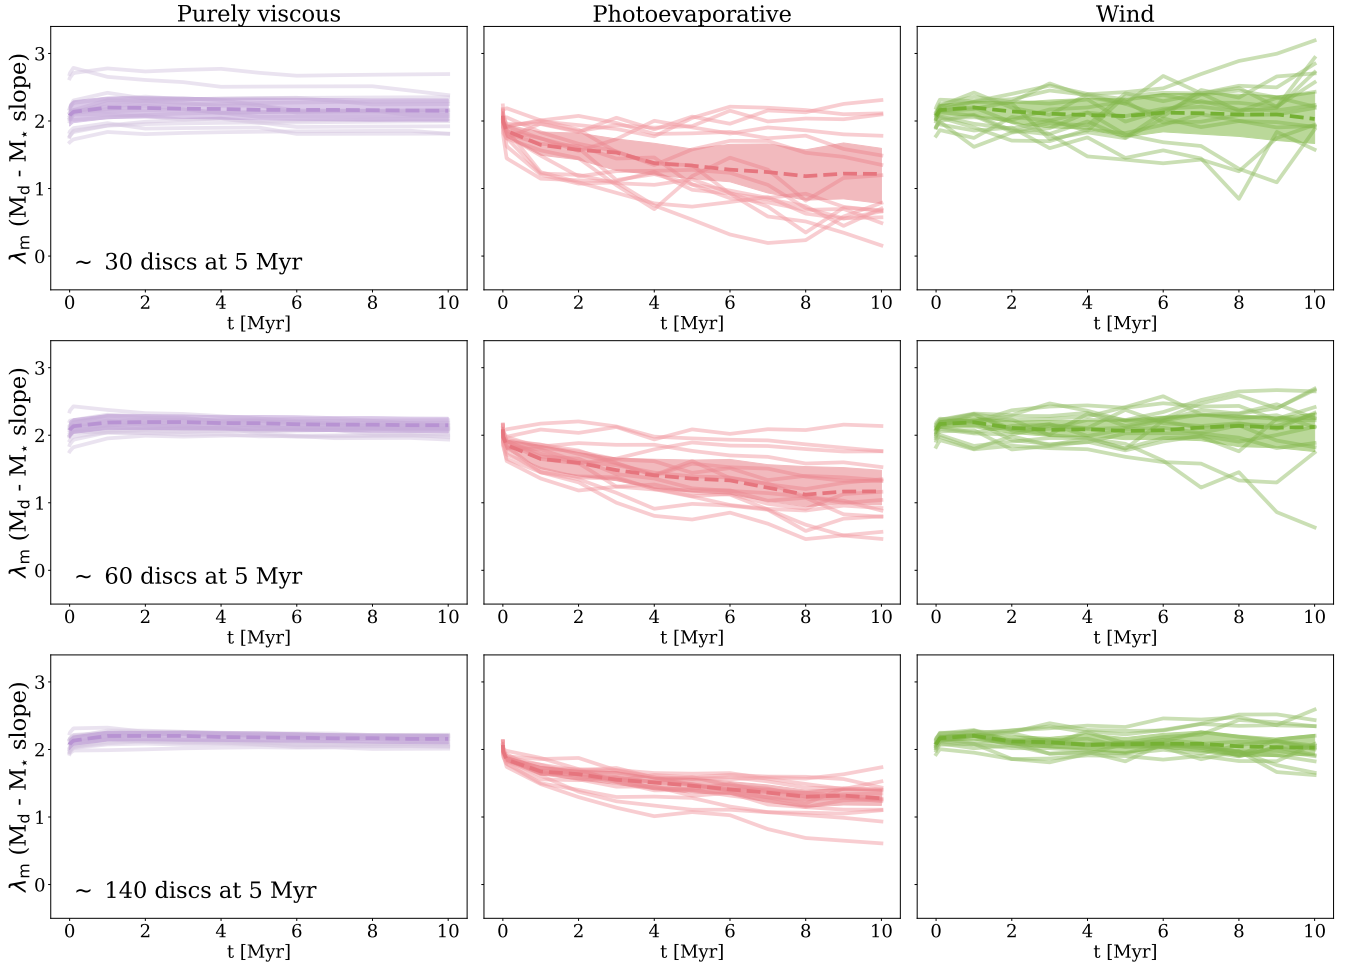 Purely viscous Photoevaporative Wind
λm (Md - M⋆ slope)
3
2
1
0
~ 30 discs at 5 Myr
0 2 4 6 8 10 0 2 4 6 8 10 0 2 4 6 8 10
t [Myr] t [Myr] t [Myr]
λm (Md - M⋆ slope)
3
2
1
0
~ 60 discs at 5 Myr
0 2 4 6 8 10 0 2 4 6 8 10 0 2 4 6 8 10
t [Myr] t [Myr] t [Myr]
λm (Md - M⋆ slope)
3
2
1
0
~ 140 discs at 5 Myr
0 2 4 6 8 10 0 2 4 6 8 10 0 2 4 6 8 10
t [Myr] t [Myr] t [Myr]